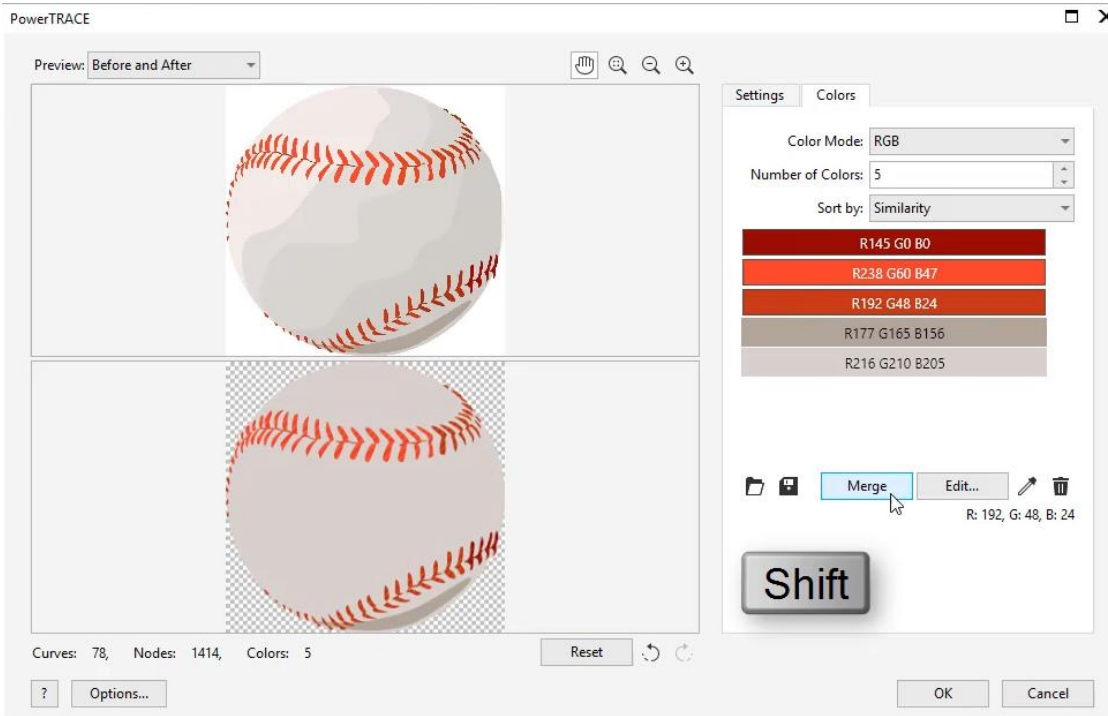 PowerTRACE
Preview: Before and After
Settings Colors
Color Mode: RGB
Number of Colors: 5
Sort by: Similarity
R145 G0 B0
R238 G60 B47
R192 G48 B24
R177 G165 B156
R216 G210 B205
Merge Edit...
R: 192, G: 48, B: 24
Shift
Curves: 78, Nodes: 1414, Colors: 5 Reset
? Options... OK Cancel